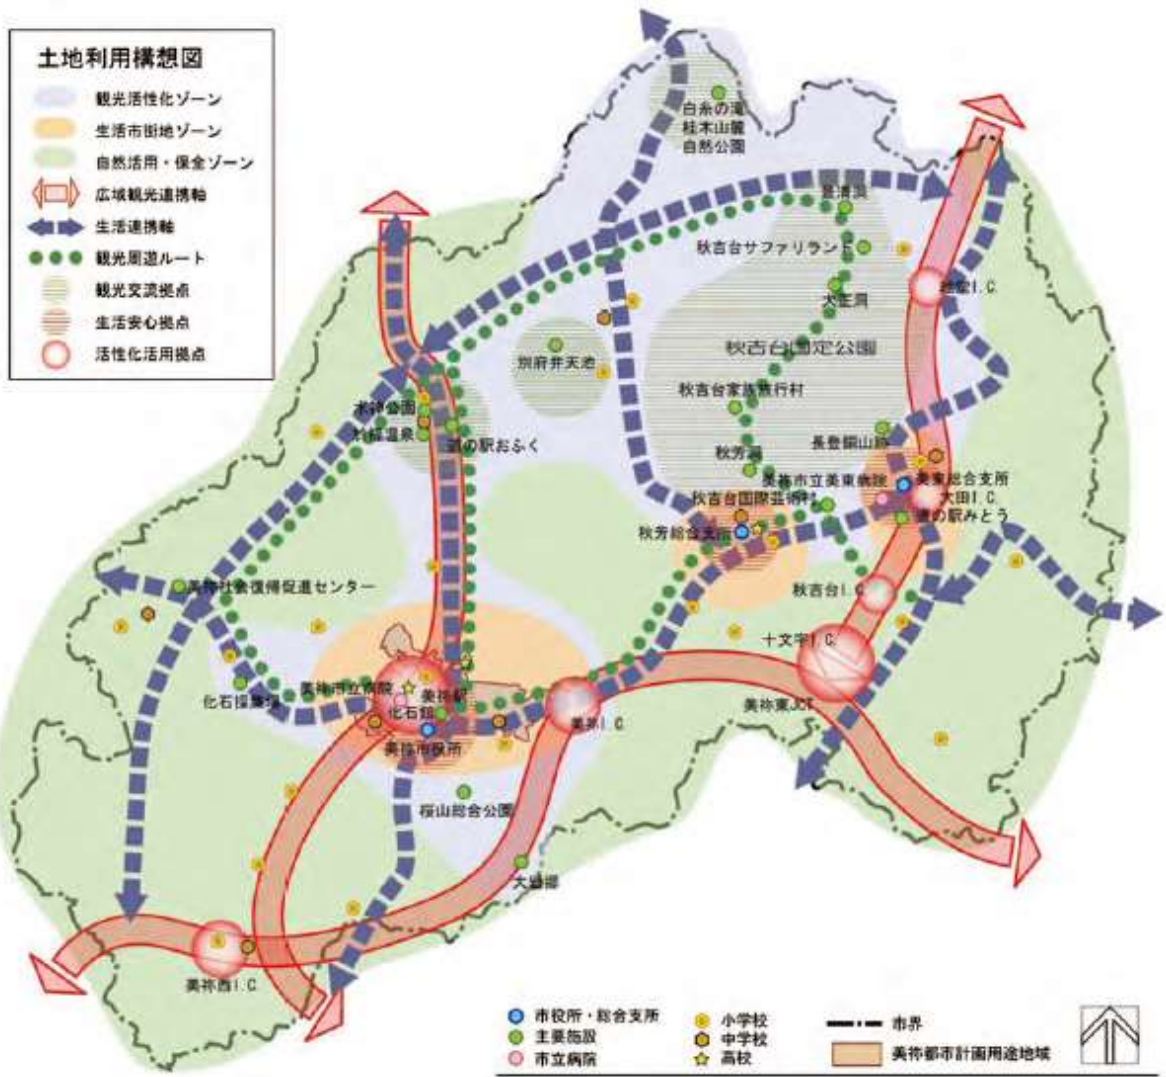 土地利用構想図
観光活性化ゾーン
生活市街地ゾーン
自然活用・保全ゾーン
広域観光連携軸
生活連携軸
観光周遊ルート
観光交流拠点
生活安心拠点
活性化活用拠点
白糸の滝
桂木山麓
自然公園
景清洞
秋吉台サファリランド
大正洞
絵堂I.C.
秋吉台国定公園
別府弁天池
秋吉台家族旅行村
水神公園
於福温泉
道の駅おふく
長登銅山跡
秋芳洞
美祢市立美東病院
美東総合支所
大田I.C.
秋吉台国際芸術村
道の駅みとう
秋芳総合支所
美祢社会復帰促進センター
秋吉台I.C.
十文字I.C.
美祢市立病院
美祢駅
化石採集場
化石館
美祢I.C.
美祢東JCT
美祢市役所
桜山総合公園
大嶺郷
美祢西I.C.
市役所・総合支所
主要施設
市立病院
小学校
中学校
高校
市界
美祢都市計画用途地域